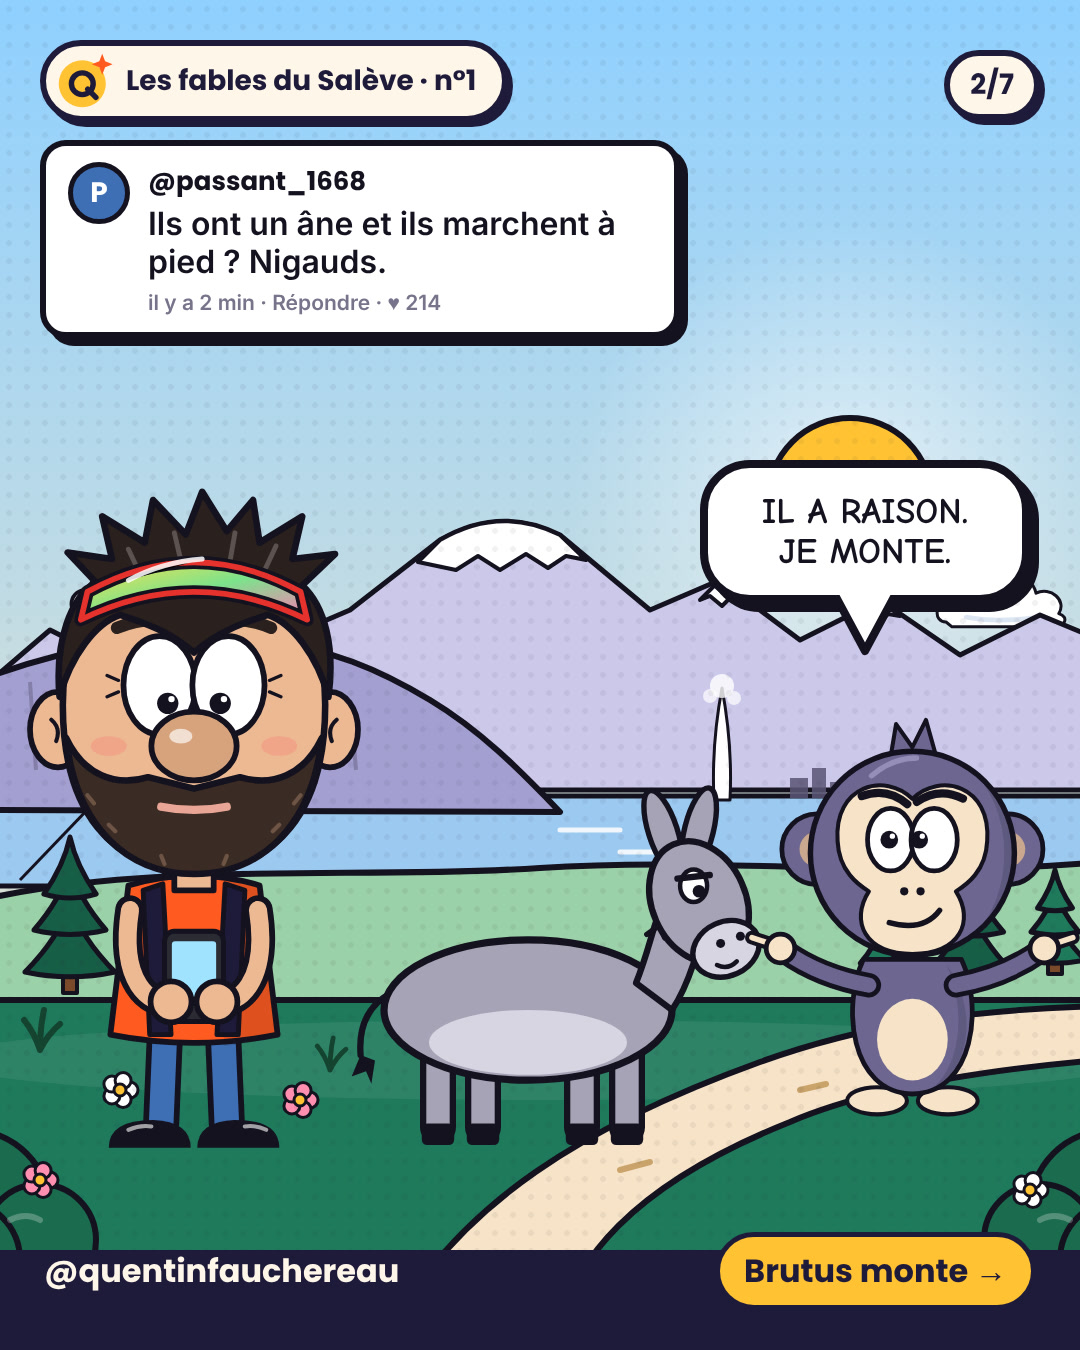 Q
Les fables du Salève · n°1
2/7
P
@passant_1668
Ils ont un âne et ils marchent à
pied ? Nigauds.
il y a 2 min · Répondre · ♥ 214
IL A RAISON.
JE MONTE.
@quentinfauchereau
Brutus monte →